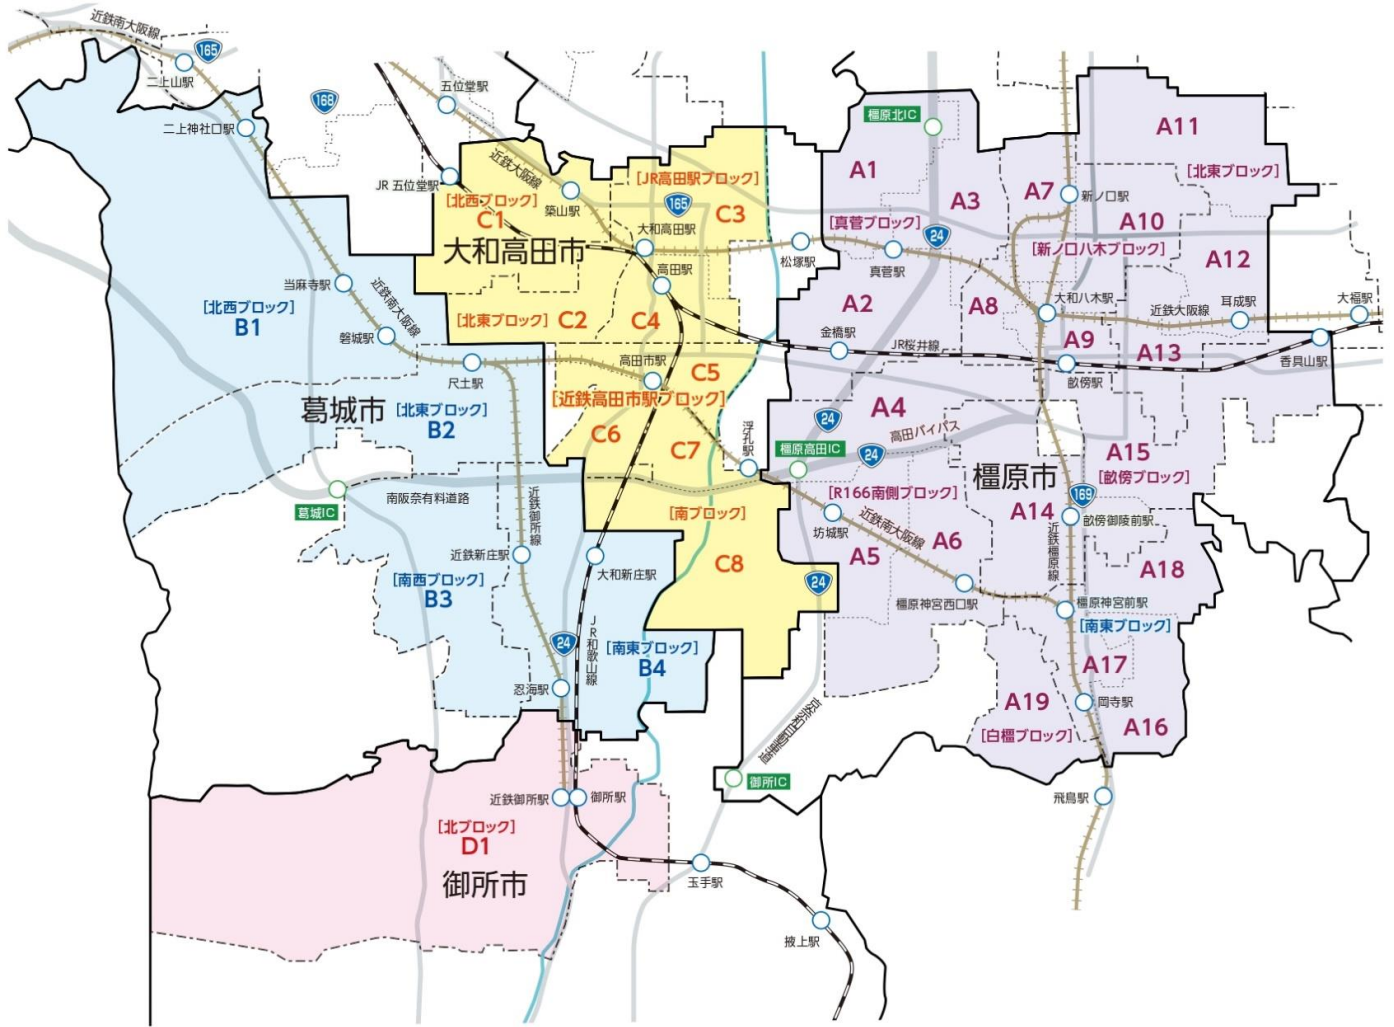 近鉄南大阪線
165
二上山駅
168
五位堂駅
二上神社口駅
JR 五位堂駅
近鉄大阪線
[北西ブロック]
C1
築山駅
[JR高田駅ブロック]
165
C3
大和高田駅
大和高田市
高田駅
松塚駅
橿原北IC
A1
A3
[真菅ブロック]
24
真菅駅
A7
新ノ口駅
A11
[北東ブロック]
A10
[新ノ口八木ブロック]
A12
当麻寺駅
近鉄南大阪線
[北西ブロック]
B1
磐城駅
[北東ブロック]
C2
C4
A2
金橋駅
JR桜井線
A8
大和八木駅
近鉄大阪線
耳成駅
大福駅
A9
A13
畝傍駅
香具山駅
尺土駅
高田市駅
C5
[近鉄高田市駅ブロック]
葛城市
[北東ブロック]
B2
C6
C7
浮孔駅
A4
24
高田バイパス
橿原高田IC
24
橿原市
A15
[畝傍ブロック]
葛城IC
南阪奈有料道路
近鉄御所線
[南ブロック]
[R166南側ブロック]
坊城駅
近鉄南大阪線
A14
169
畝傍御陵前駅
近鉄橿原線
近鉄新庄駅
大和新庄駅
C8
A5
A6
A18
[南西ブロック]
B3
24
橿原神宮西口駅
橿原神宮前駅
[南東ブロック]
24
JR和歌山線
[南東ブロック]
B4
A17
忍海駅
A19
岡寺駅
[白橿ブロック]
A16
京奈和自動車道
御所IC
近鉄御所駅
御所駅
飛鳥駅
[北ブロック]
D1
御所市
玉手駅
掖上駅